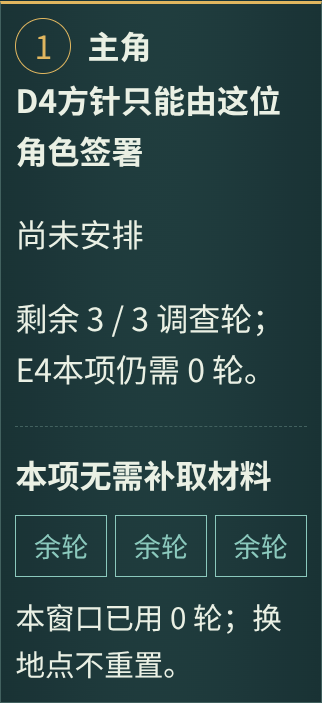 1 主角
D4方针只能由这位
角色签署
尚未安排
剩余 3 / 3 调查轮；
E4本项仍需 0 轮。
本项无需补取材料
余轮 余轮 余轮
本窗口已用 0 轮；换
地点不重置。